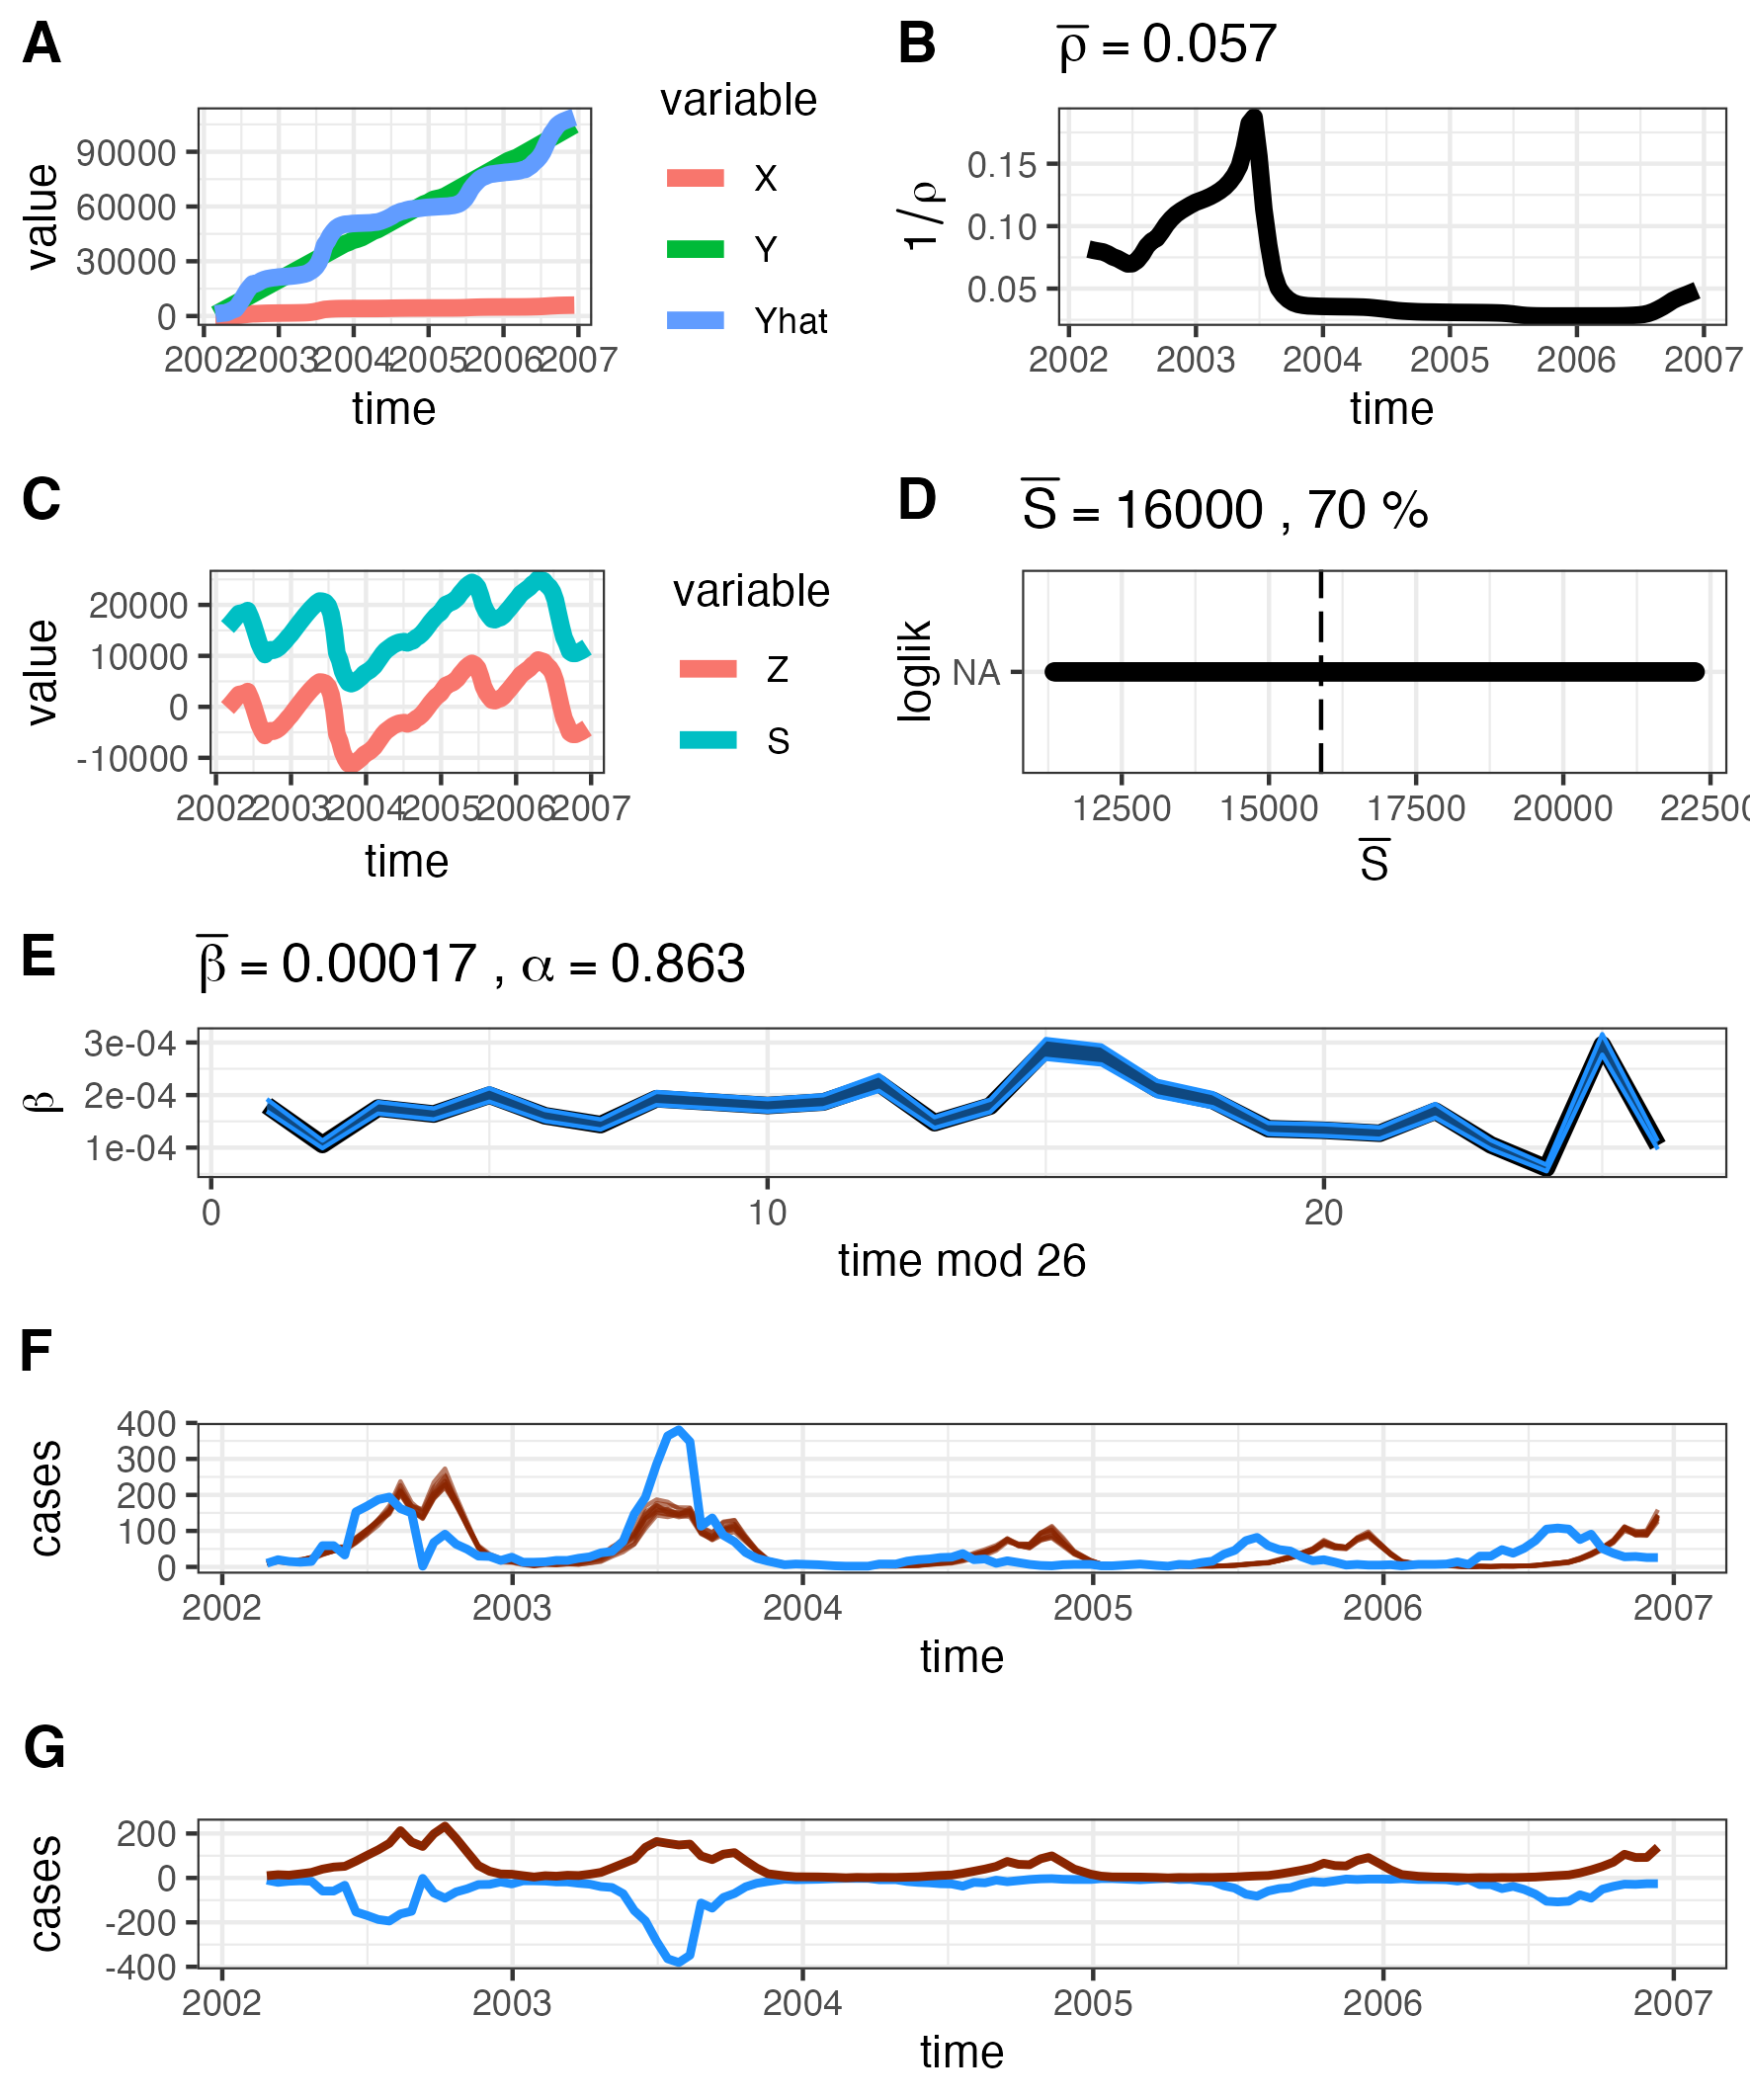 A
variable
value
90000
60000
30000
0
2002 2003 2004 2005 2006 2007
time
X
Y
Yhat
B
ρ̅ = 0.057
1/ρ
0.15
0.10
0.05
2002 2003 2004 2005 2006 2007
time
C
variable
value
20000
10000
0
-10000
2002 2003 2004 2005 2006 2007
time
Z
S
D
S̅ = 16000 , 70 %
loglik
NA
12500 15000 17500 20000 22500
S̅
E
β̅ = 0.00017 , α = 0.863
β
3e-04
2e-04
1e-04
0 10 20
time mod 26
F
cases
400
300
200
100
0
2002 2003 2004 2005 2006 2007
time
G
cases
200
0
-200
-400
2002 2003 2004 2005 2006 2007
time